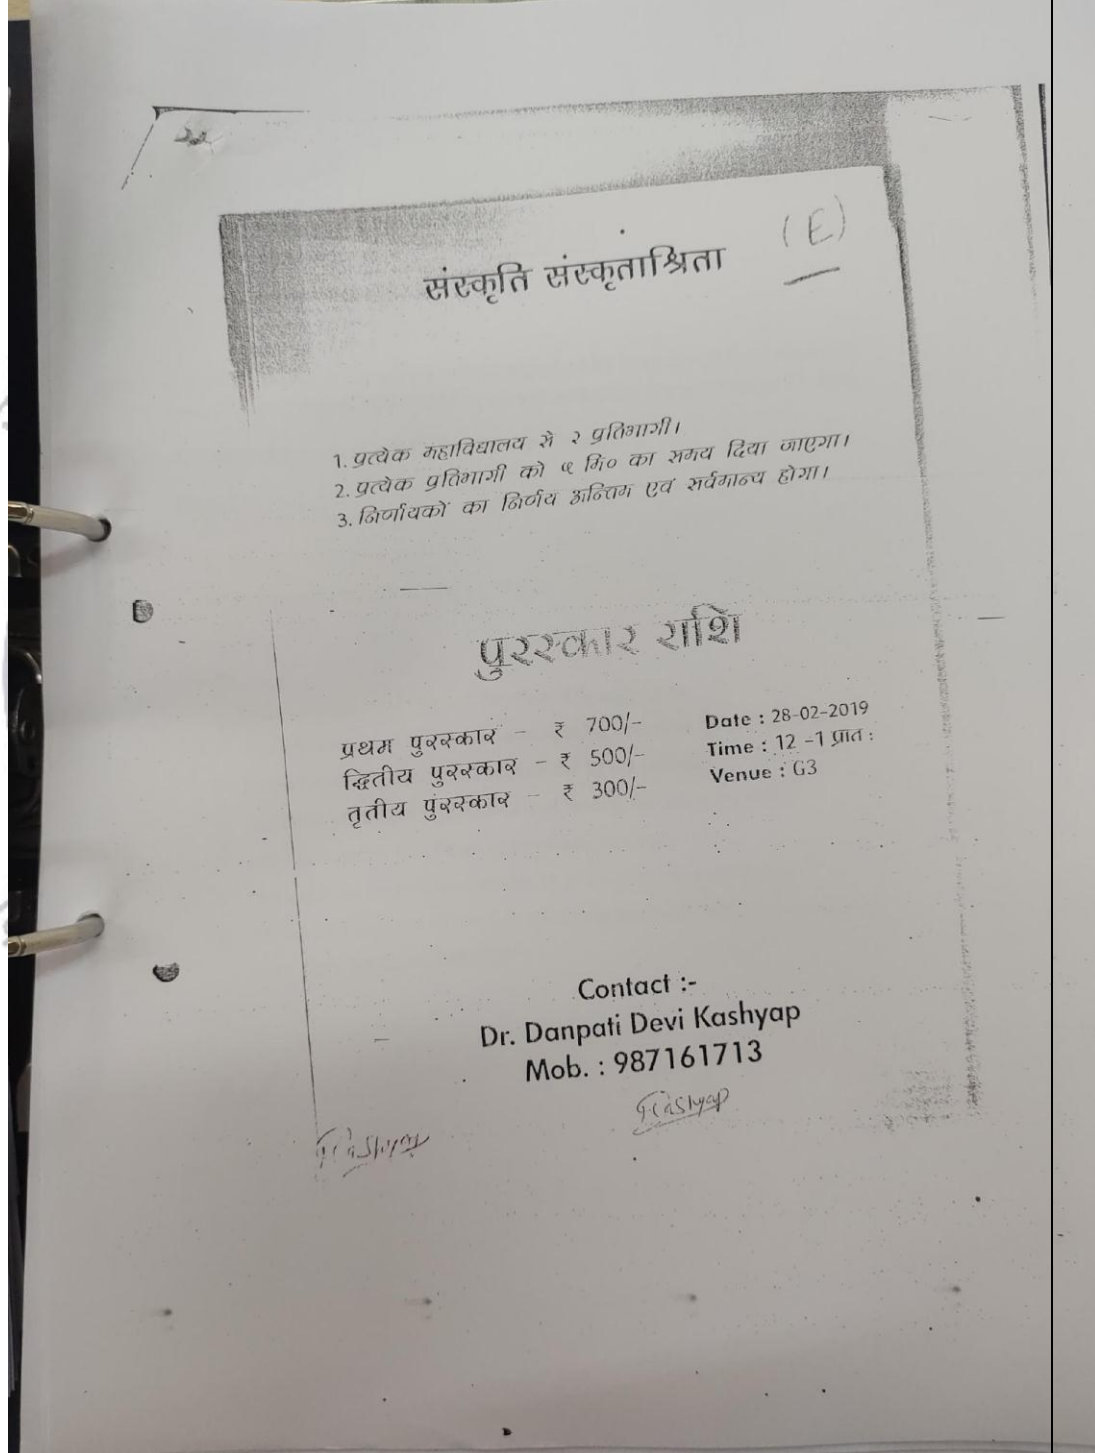 (E)
संस्कृति संस्कृताश्रिता
1. प्रत्येक महाविद्यालय से २ प्रतिभागी।
2. प्रत्येक प्रतिभागी को ५ मि० का समय दिया जाएगा।
3. निर्णायकों का निर्णय अन्तिम एवं सर्वमान्य होगा।
पुरस्कार राशि
प्रथम पुरस्कार - ₹ 700/-
द्वितीय पुरस्कार - ₹ 500/-
तृतीय पुरस्कार - ₹ 300/-
Date : 28-02-2019
Time : 12 -1 प्रात :
Venue : G3
Contact :-
Dr. Danpati Devi Kashyap
Mob. : 987161713
Kashyap
Kashyap